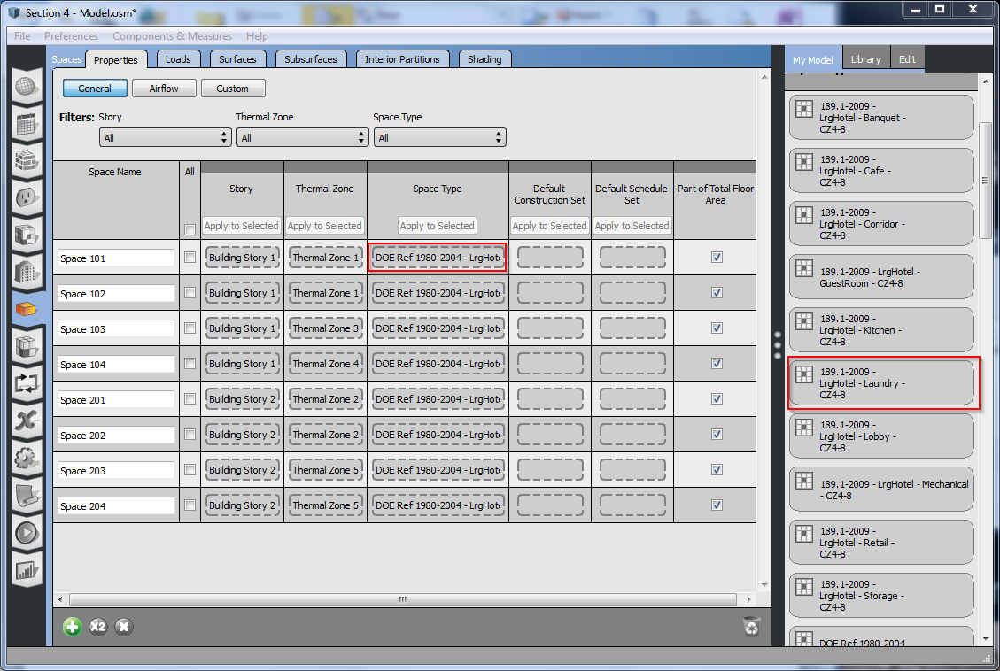 Section 4 - Model.osm*
File Preferences Components & Measures Help
Spaces Properties Loads Surfaces Subsurfaces Interior Partitions Shading
My Model Library Edit
General Airflow Custom
Filters: Story Thermal Zone Space Type
All All All
Space Name All Story Thermal Zone Space Type Default Construction Set Default Schedule Set Part of Total Floor Area
Apply to Selected Apply to Selected Apply to Selected Apply to Selected Apply to Selected
Space 101 Building Story 1 Thermal Zone 1 DOE Ref 1980-2004 - LrgHote
Space 102 Building Story 1 Thermal Zone 1 DOE Ref 1980-2004 - LrgHote
Space 103 Building Story 1 Thermal Zone 3 DOE Ref 1980-2004 - LrgHote
Space 104 Building Story 1 Thermal Zone 4 DOE Ref 1980-2004 - LrgHote
Space 201 Building Story 2 Thermal Zone 2 DOE Ref 1980-2004 - LrgHote
Space 202 Building Story 2 Thermal Zone 2 DOE Ref 1980-2004 - LrgHote
Space 203 Building Story 2 Thermal Zone 5 DOE Ref 1980-2004 - LrgHote
Space 204 Building Story 2 Thermal Zone 5 DOE Ref 1980-2004 - LrgHote
X2
189.1-2009 -
LrgHotel - Banquet -
CZ4-8
189.1-2009 -
LrgHotel - Cafe -
CZ4-8
189.1-2009 -
LrgHotel - Corridor -
CZ4-8
189.1-2009 - LrgHotel -
GuestRoom - CZ4-8
189.1-2009 -
LrgHotel - Kitchen -
CZ4-8
189.1-2009 -
LrgHotel - Laundry -
CZ4-8
189.1-2009 -
LrgHotel - Lobby -
CZ4-8
189.1-2009 - LrgHotel - Mechanical
- CZ4-8
189.1-2009 -
LrgHotel - Retail -
CZ4-8
189.1-2009 -
LrgHotel - Storage -
CZ4-8
DOE Ref 1980-2004